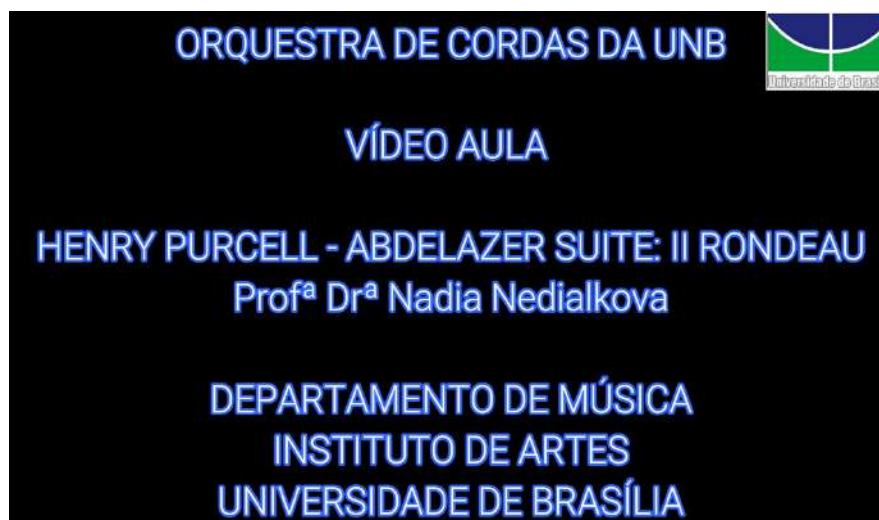 ORQUESTRA DE CORDAS DA UNB
Universidade de Brasí
VÍDEO AULA
HENRY PURCELL - ABDELAZER SUITE: II RONDEAU
Profª Drª Nadia Nedialkova
DEPARTAMENTO DE MÚSICA
INSTITUTO DE ARTES
UNIVERSIDADE DE BRASÍLIA